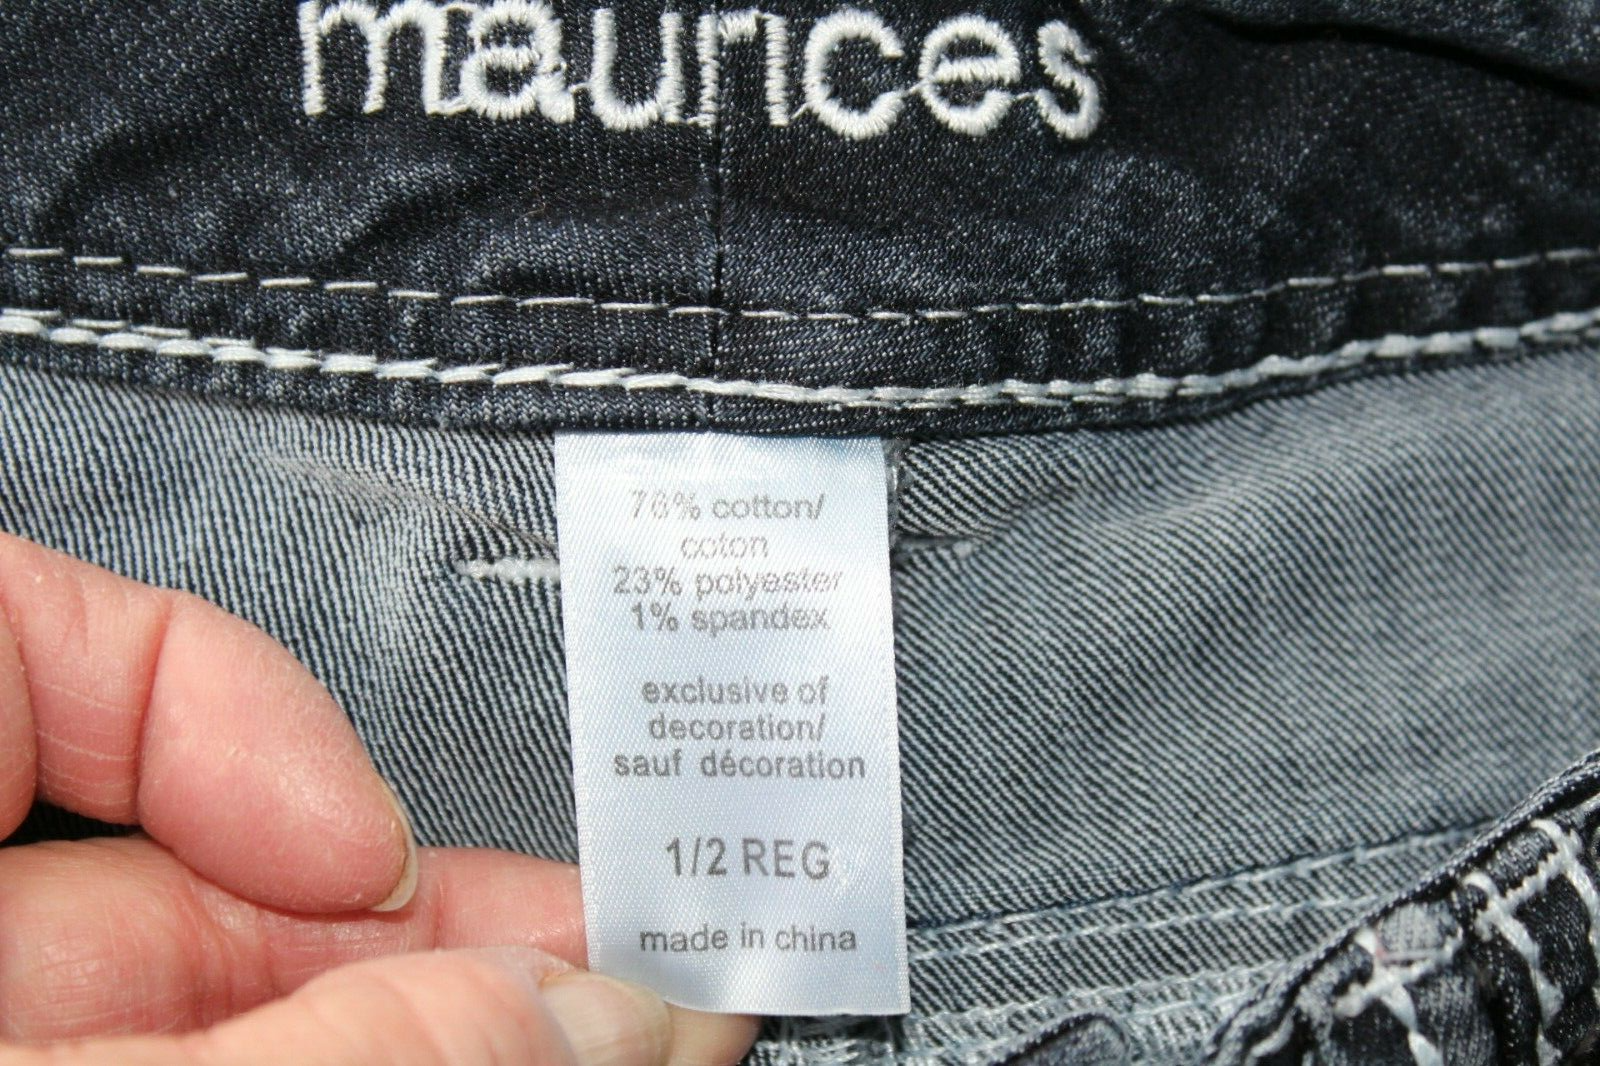 maurices
76% cotton/
coton
23% polyester
1% spandex
exclusive of
decoration/
sauf décoration
1/2 REG
made in china